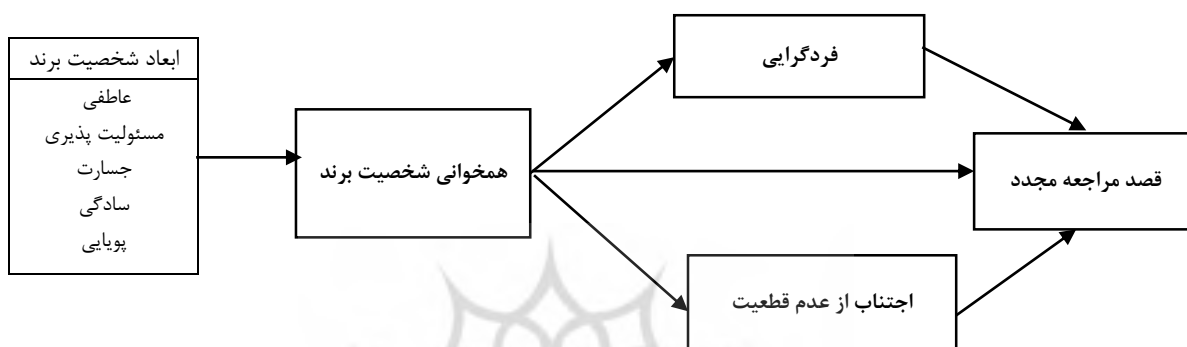 ابعاد شخصیت برند
عاطفی
مسئولیت پذیری
جسارت
سادگی
پویایی
همخوانی شخصیت برند
فردگرایی
قصد مراجعه مجدد
اجتناب از عدم قطعیت